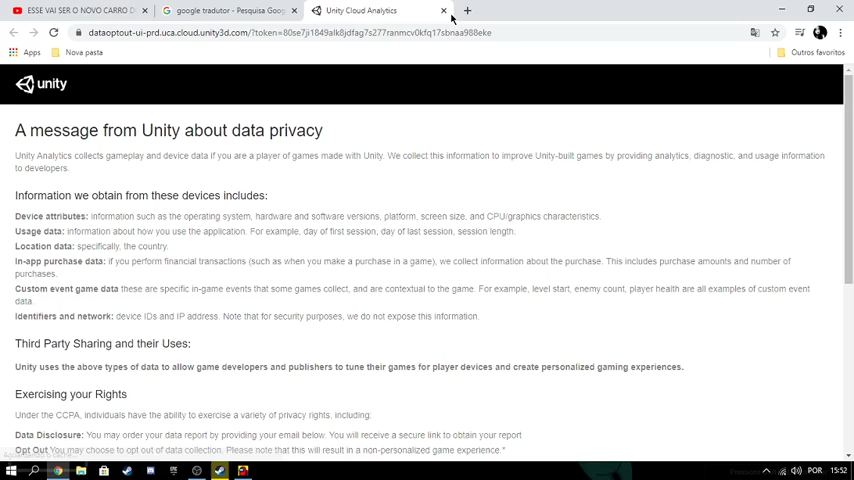 ESSE VAI SER O NOVO CARRO D
google tradutor - Pesquisa Goog
Unity Cloud Analytics
dataoptout-ui-prd.uca.cloud.unity3d.com/?token=80se7ji1849alk8jdfag7s277ranmcv0kfq17sbnaa988eke
Apps
Nova pasta
Outros favoritos
unity
A message from Unity about data privacy
Unity Analytics collects gameplay and device data if you are a player of games made with Unity. We collect this information to improve Unity-built games by providing analytics, diagnostic, and usage information
to developers.
Information we obtain from these devices includes:
Device attributes: information such as the operating system, hardware and software versions, platform, screen size, and CPU/graphics characteristics.
Usage data: information about how you use the application. For example, day of first session, day of last session, session length.
Location data: specifically, the country.
In-app purchase data: if you perform financial transactions (such as when you make a purchase in a game), we collect information about the purchase. This includes purchase amounts and number of
purchases.
Custom event game data these are specific in-game events that some games collect, and are contextual to the game. For example, level start, enemy count, player health are all examples of custom event
data.
Identifiers and network: device IDs and IP address. Note that for security purposes, we do not expose this information.
Third Party Sharing and their Uses:
Unity uses the above types of data to allow game developers and publishers to tune their games for player devices and create personalized gaming experiences.
Exercising your Rights
Under the CCPA, individuals have the ability to exercise a variety of privacy rights, including:
Data Disclosure: You may order your data report by providing your email below. You will receive a secure link to obtain your report
Opt Out You may choose to opt out of data collection. Please note that this will result in a non-personalized game experience.*
POR
15:52